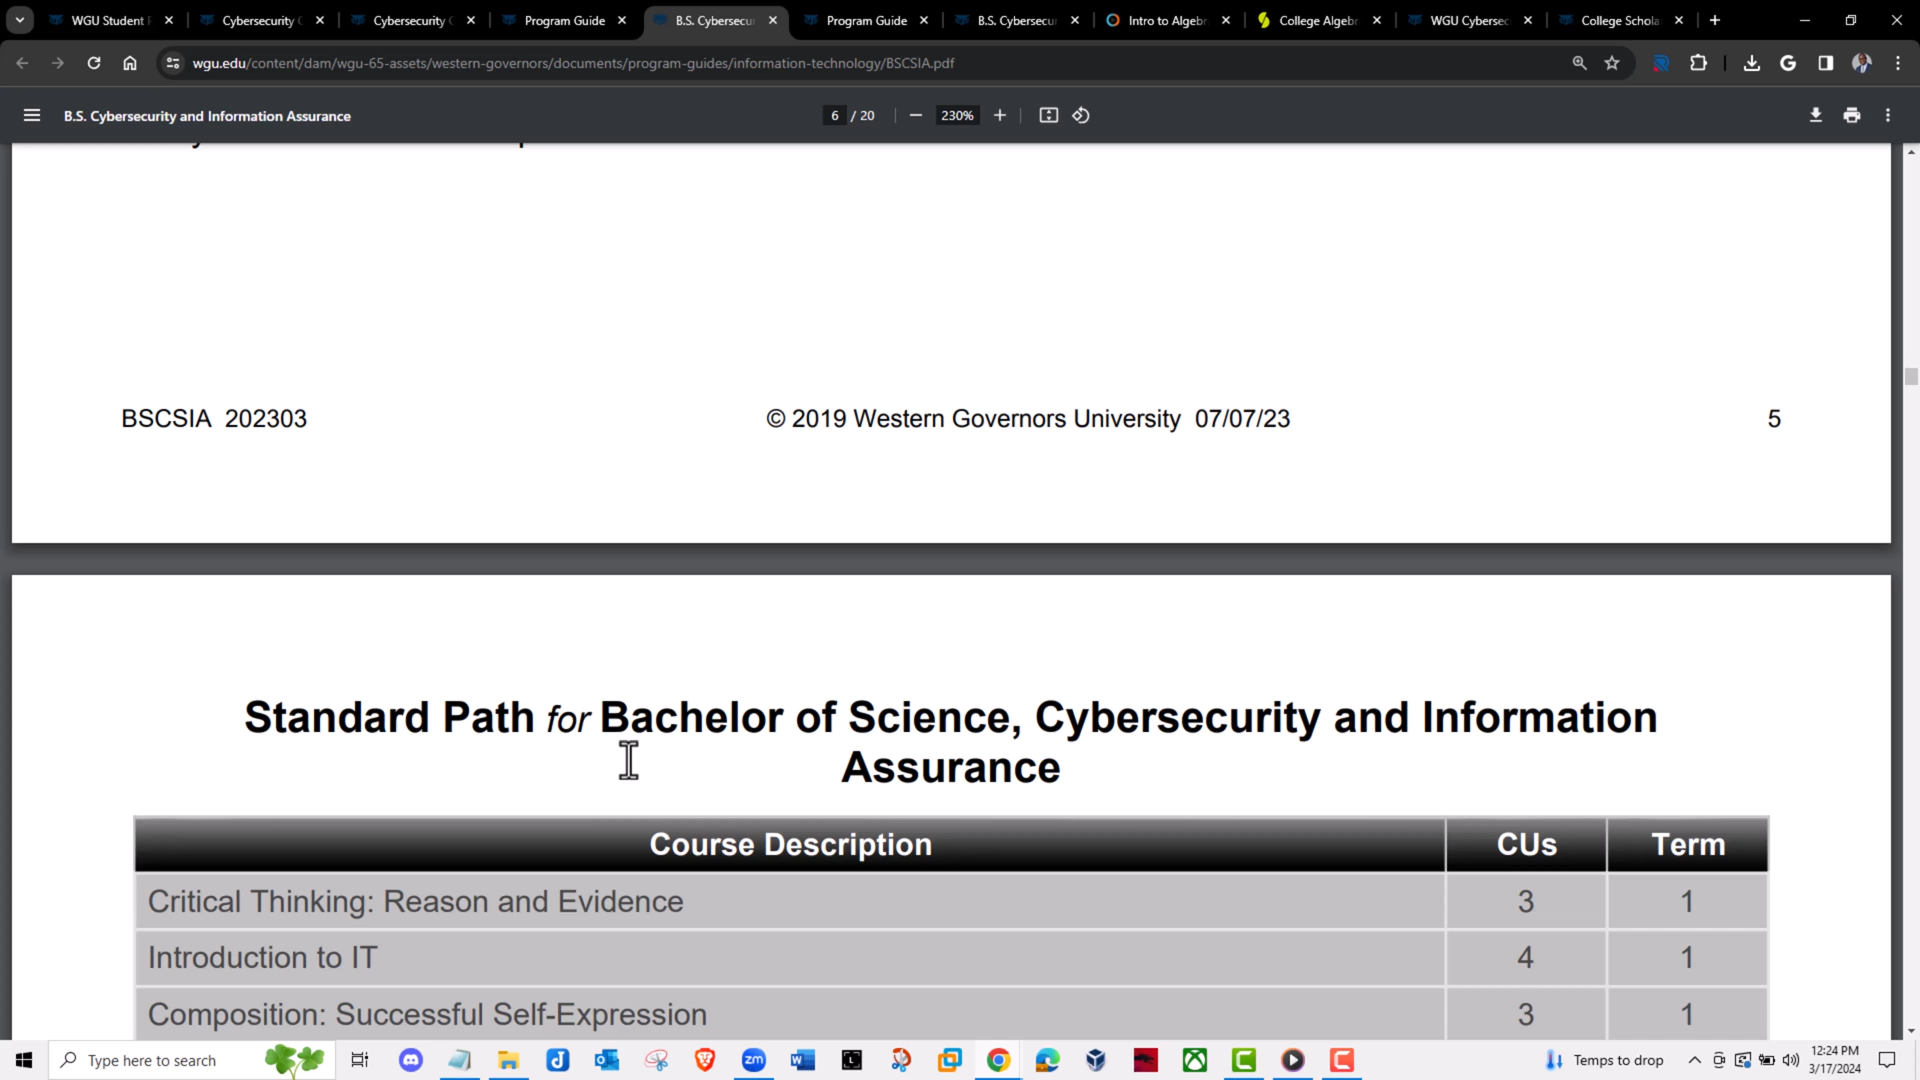 WGU Student
Cybersecurity
Cybersecurity
Program Guide
B.S. Cybersecu
Program Guide
B.S. Cybersecu
Intro to Algeb
College Algebr
WGU Cyberse
College Schola
wgu.edu/content/dam/wgu-65-assets/western-governors/documents/program-guides/information-technology/BSCSIA.pdf
B.S. Cybersecurity and Information Assurance
6 / 20
230%
BSCSIA 202303
© 2019 Western Governors University 07/07/23
5
Standard Path for Bachelor of Science, Cybersecurity and Information
Assurance
Course Description CUs Term
Critical Thinking: Reason and Evidence 3 1
Introduction to IT 4 1
Composition: Successful Self-Expression 3 1
Type here to search
Temps to drop
12:24 PM
3/17/2024